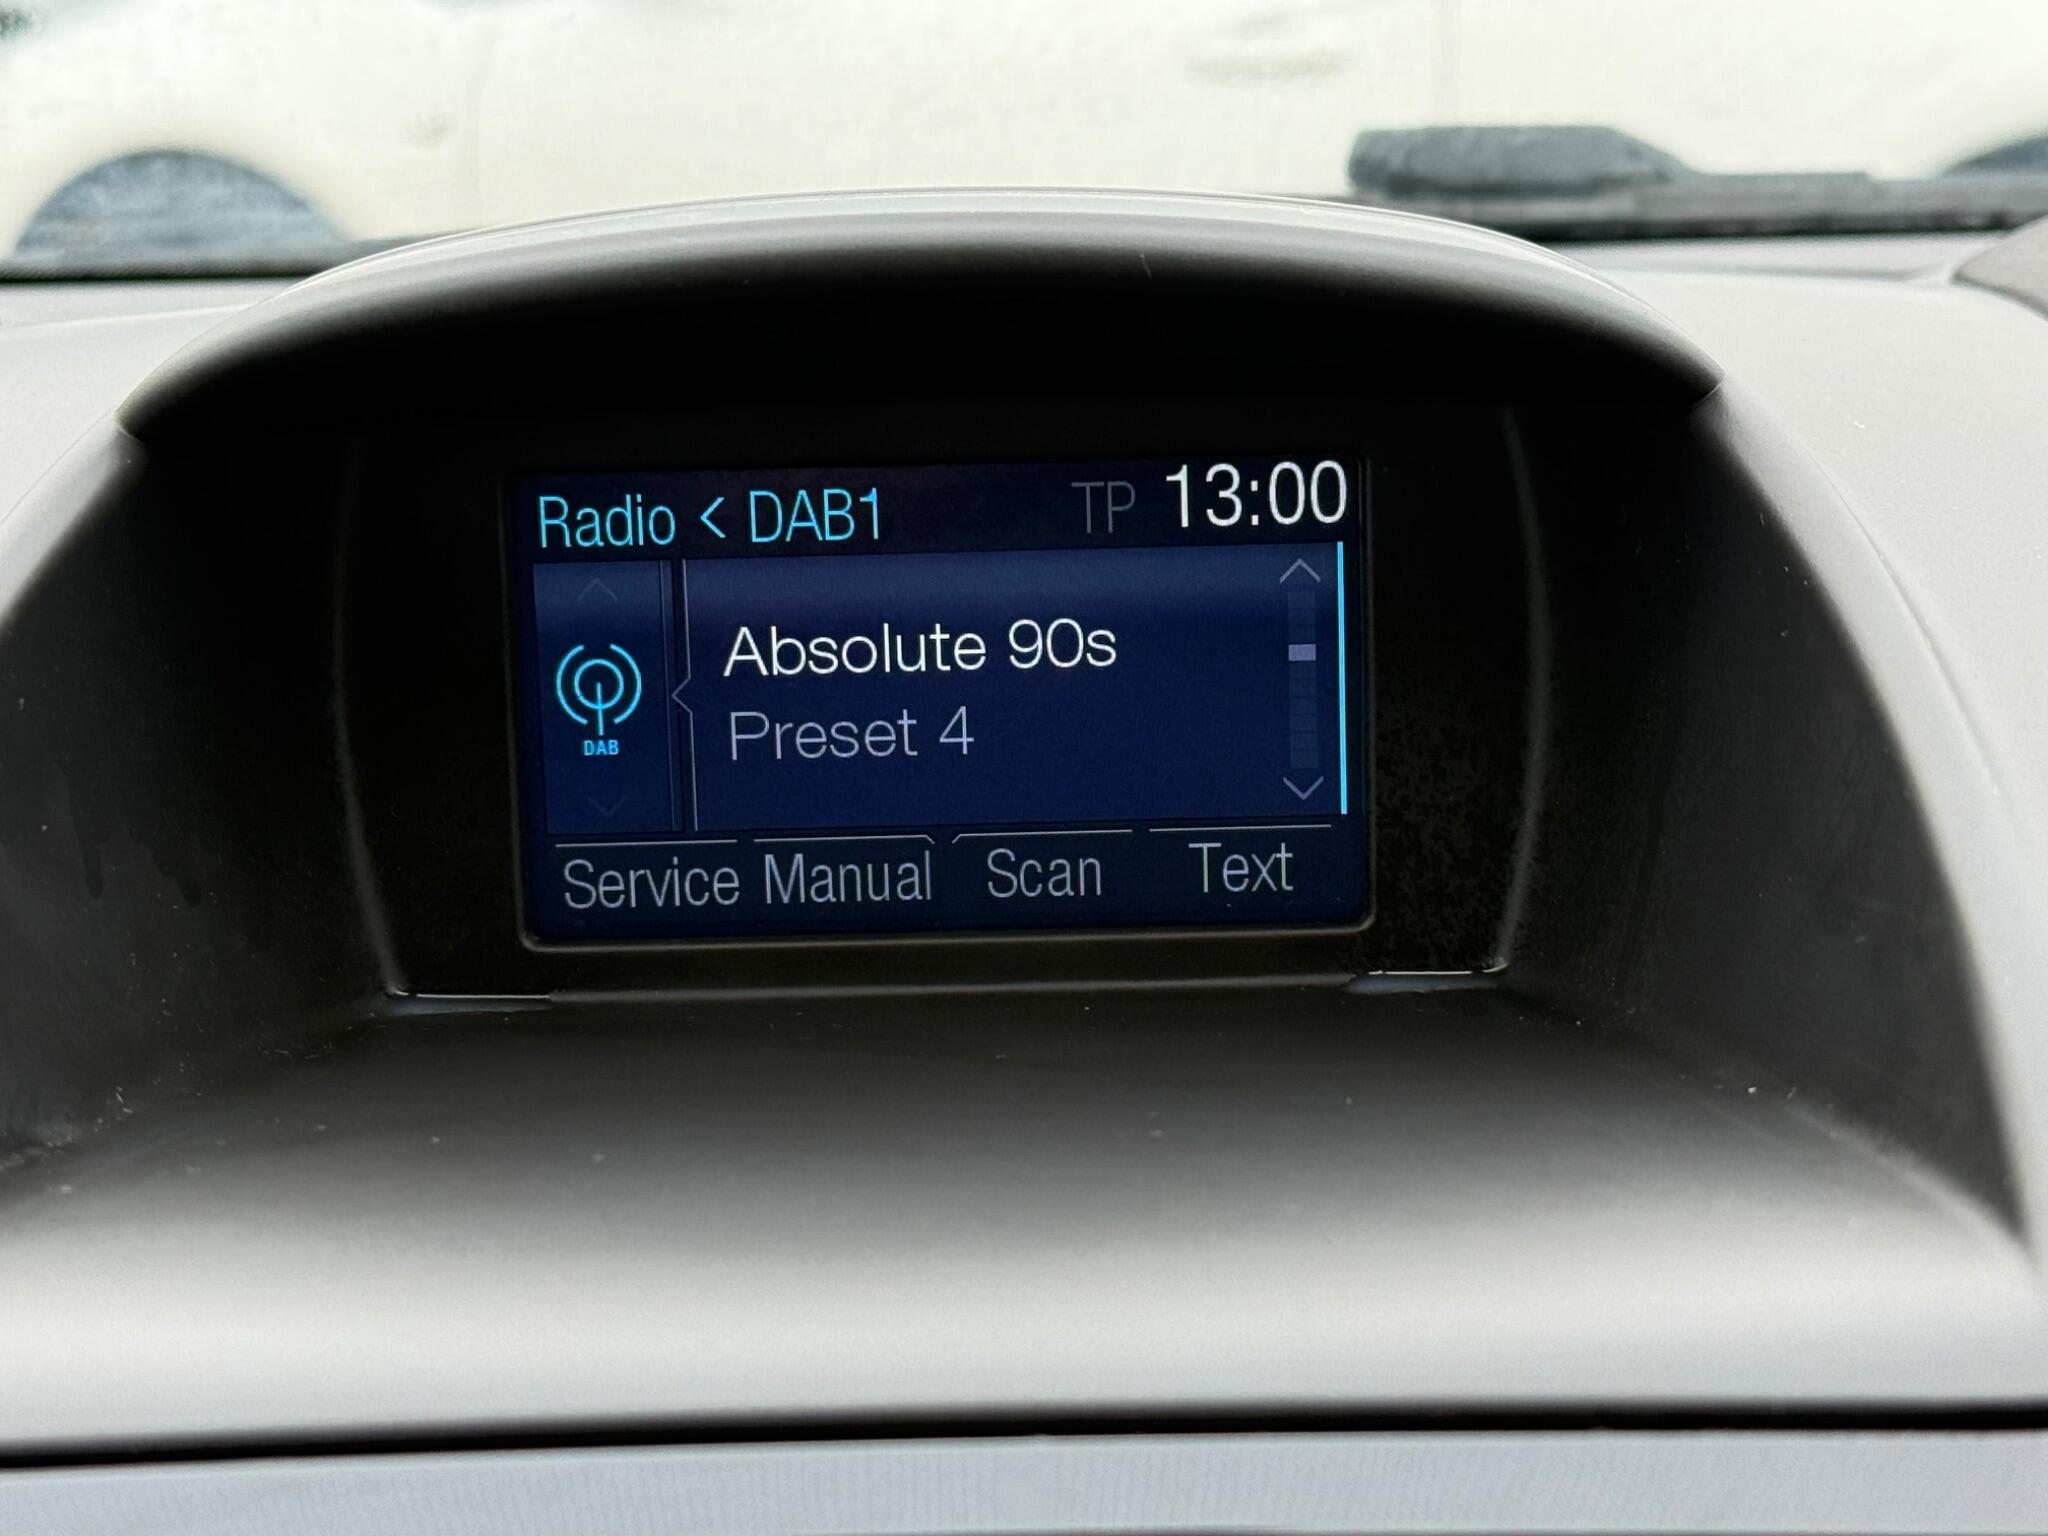 Radio < DAB1 TP 13:00
Absolute 90s
DAB
Preset 4
Service Manual Scan Text